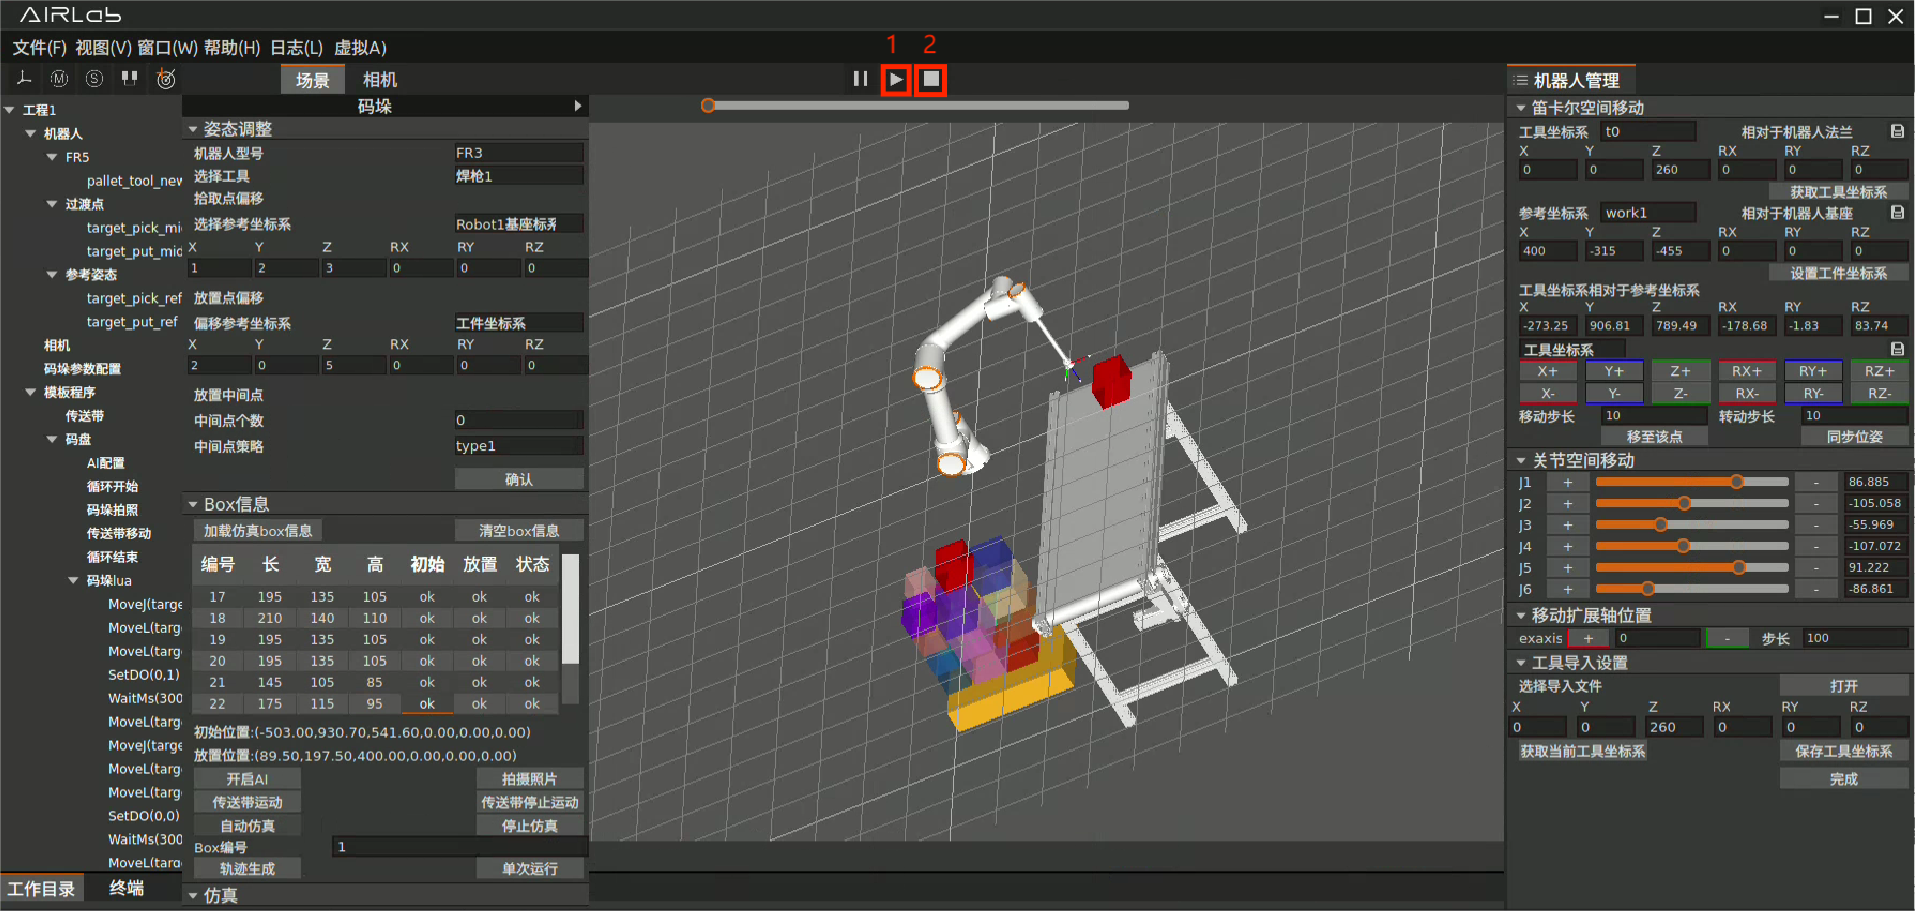 AIRLab
文件(F) 视图(V) 窗口(W) 帮助(H) 日志(L) 虚拟A)
1 2
场景 相机
工程1
机器人
FR5
pallet_tool_new
过渡点
target_pick_mi
target_put_mi
参考姿态
target_pick_ref
target_put_ref
相机
码垛参数配置
模板程序
传送带
码盘
AI配置
循环开始
码垛拍照
传送带移动
循环结束
码垛lua
MoveJ(targe
MoveL(targ
MoveL(targ
SetDO(0,1)
WaitMs(300
MoveL(targ
MoveJ(targe
MoveL(targ
MoveL(targ
SetDO(0,0)
WaitMs(300
MoveL(targ
工作目录 终端
码垛
姿态调整
机器人型号 FR3
选择工具 焊枪1
拾取点偏移
选择参考坐标系 Robot1基座标系
X Y Z RX RY RZ
1 2 3 0 0 0
放置点偏移
偏移参考坐标系 工件坐标系
X Y Z RX RY RZ
2 0 5 0 0 0
放置中间点
中间点个数 0
中间点策略 type1
确认
Box信息
加载仿真box信息 清空box信息
编号 长 宽 高 初始 放置 状态
17 195 135 105 ok ok ok
18 210 140 110 ok ok ok
19 195 135 105 ok ok ok
20 195 135 105 ok ok ok
21 145 105 85 ok ok ok
22 175 115 95 ok ok ok
初始位置:(-503.00,930.70,541.60,0.00,0.00,0.00)
放置位置:(89.50,197.50,400.00,0.00,0.00,0.00)
开启AI 拍摄照片
传送带运动 传送带停止运动
自动仿真 停止仿真
Box编号 1
轨迹生成 单次运行
仿真
机器人管理
笛卡尔空间移动
工具坐标系 t0 相对于机器人法兰
X Y Z RX RY RZ
0 0 260 0 0 0
获取工具坐标系
参考坐标系 work1 相对于机器人基座
X Y Z RX RY RZ
400 -315 -455 0 0 0
设置工件坐标系
工具坐标系相对于参考坐标系
X Y Z RX RY RZ
-273.25 906.81 789.49 -178.68 -1.83 83.74
工具坐标系
X+ Y+ Z+ RX+ RY+ RZ+
X- Y- Z- RX- RY- RZ-
移动步长 10 转动步长 10
移至该点 同步位姿
关节空间移动
J1 + - 86.885
J2 + - -105.058
J3 + - -55.969
J4 + - -107.072
J5 + - 91.222
J6 + - -86.861
移动扩展轴位置
exaxis + 0 - 步长 100
工具导入设置
选择导入文件 打开
X Y Z RX RY RZ
0 0 260 0 0 0
获取当前工具坐标系 保存工具坐标系
完成